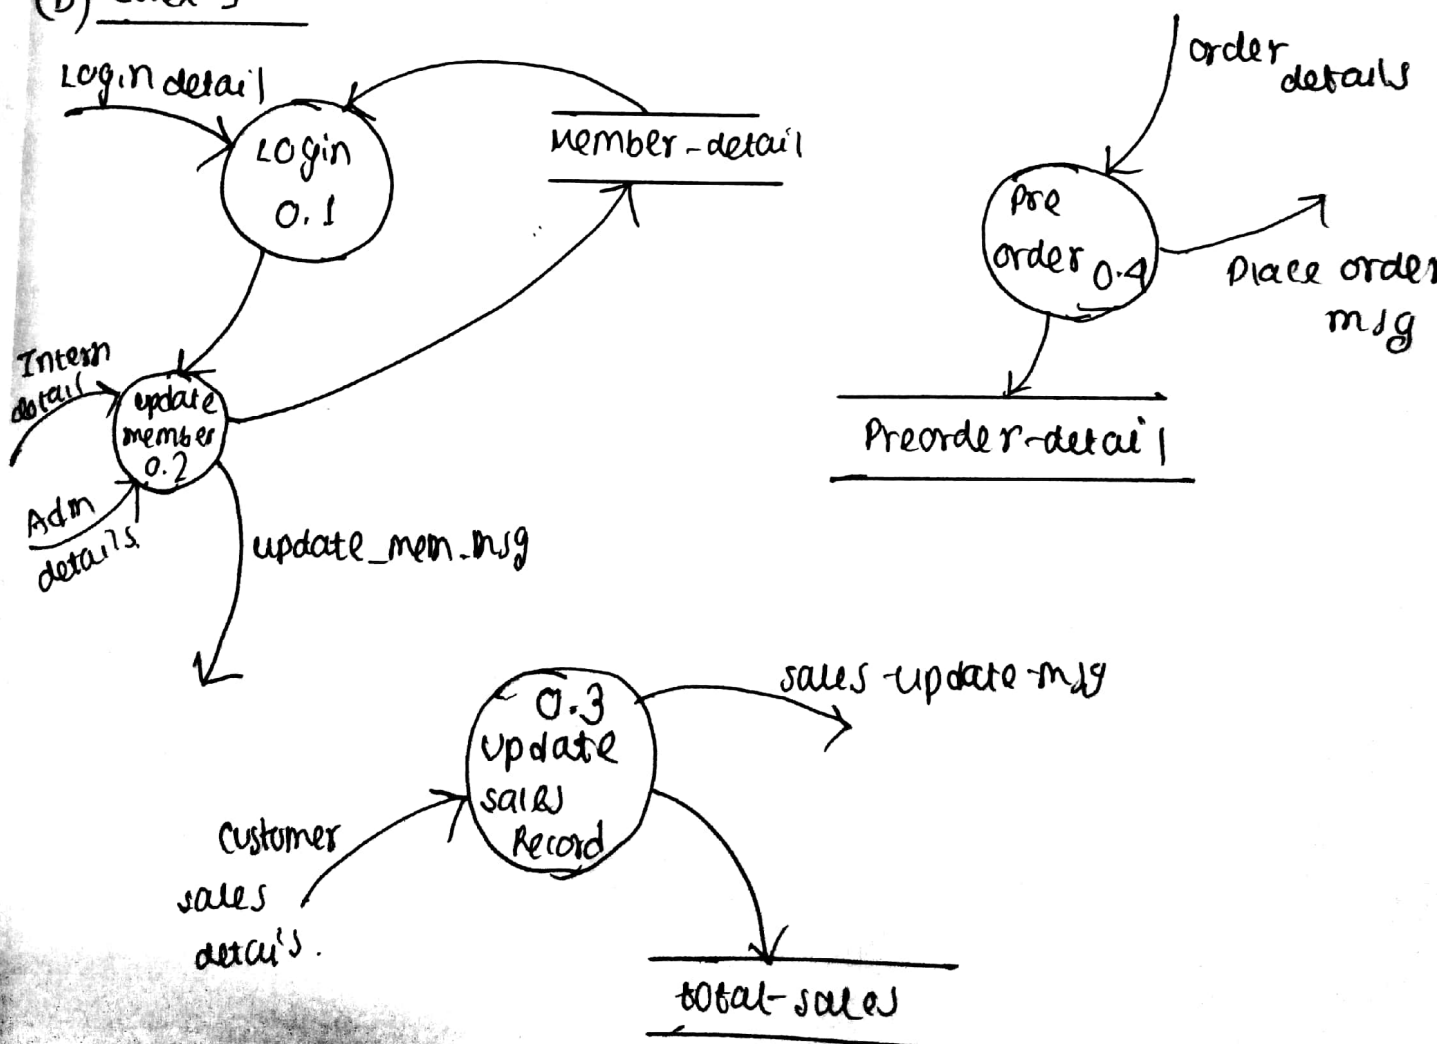 (B)
Login detail
Login
0.1
Member-detail
order
details
Pre
order 0.4
Place order
msg
Preorder-detail
Intern
detail
update
member
0.2
Adm
details.
update_mem-msg
sales-update-msg
0.3
update
sales
Record
Customer
sales
details.
total-sales